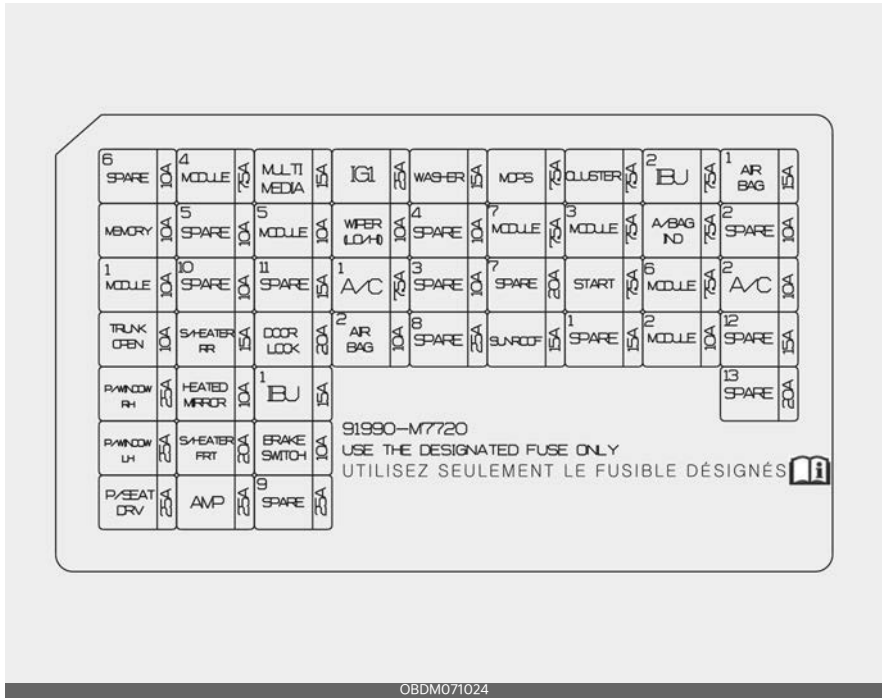 6 SPARE 10A
4 MODULE 7.5A
MULTI
MEDIA 15A
IG1 25A
WASHER 15A
MDPS 7.5A
CLUSTER 7.5A
2 IBU 7.5A
1 AIR
BAG 15A
MEMORY 10A
5 SPARE 10A
5 MODULE 10A
WIPER
(LO/HI) 10A
4 SPARE 10A
7 MODULE 7.5A
3 MODULE 7.5A
A/BAG
IND 7.5A
2 SPARE 10A
1 MODULE 10A
10 SPARE 10A
11 SPARE 15A
1 A/C 7.5A
3 SPARE 10A
7 SPARE 20A
START 7.5A
6 MODULE 7.5A
2 A/C 10A
TRUNK
OPEN 10A
S/HEATER
RR 15A
DOOR
LOCK 20A
2 AIR
BAG 10A
8 SPARE 25A
SUNROOF 15A
1 SPARE 15A
2 MODULE 10A
12 SPARE 15A
P/WINDOW
RH 25A
HEATED
MIRROR 10A
1 IBU 15A
13 SPARE 20A
P/WINDOW
LH 25A
S/HEATER
FRT 20A
BRAKE
SWITCH 10A
P/SEAT
DRV 25A
AMP 25A
9 SPARE 25A
91990-M7720
USE THE DESIGNATED FUSE ONLY
UTILISEZ SEULEMENT LE FUSIBLE DÉSIGNÉS
OBDM071024